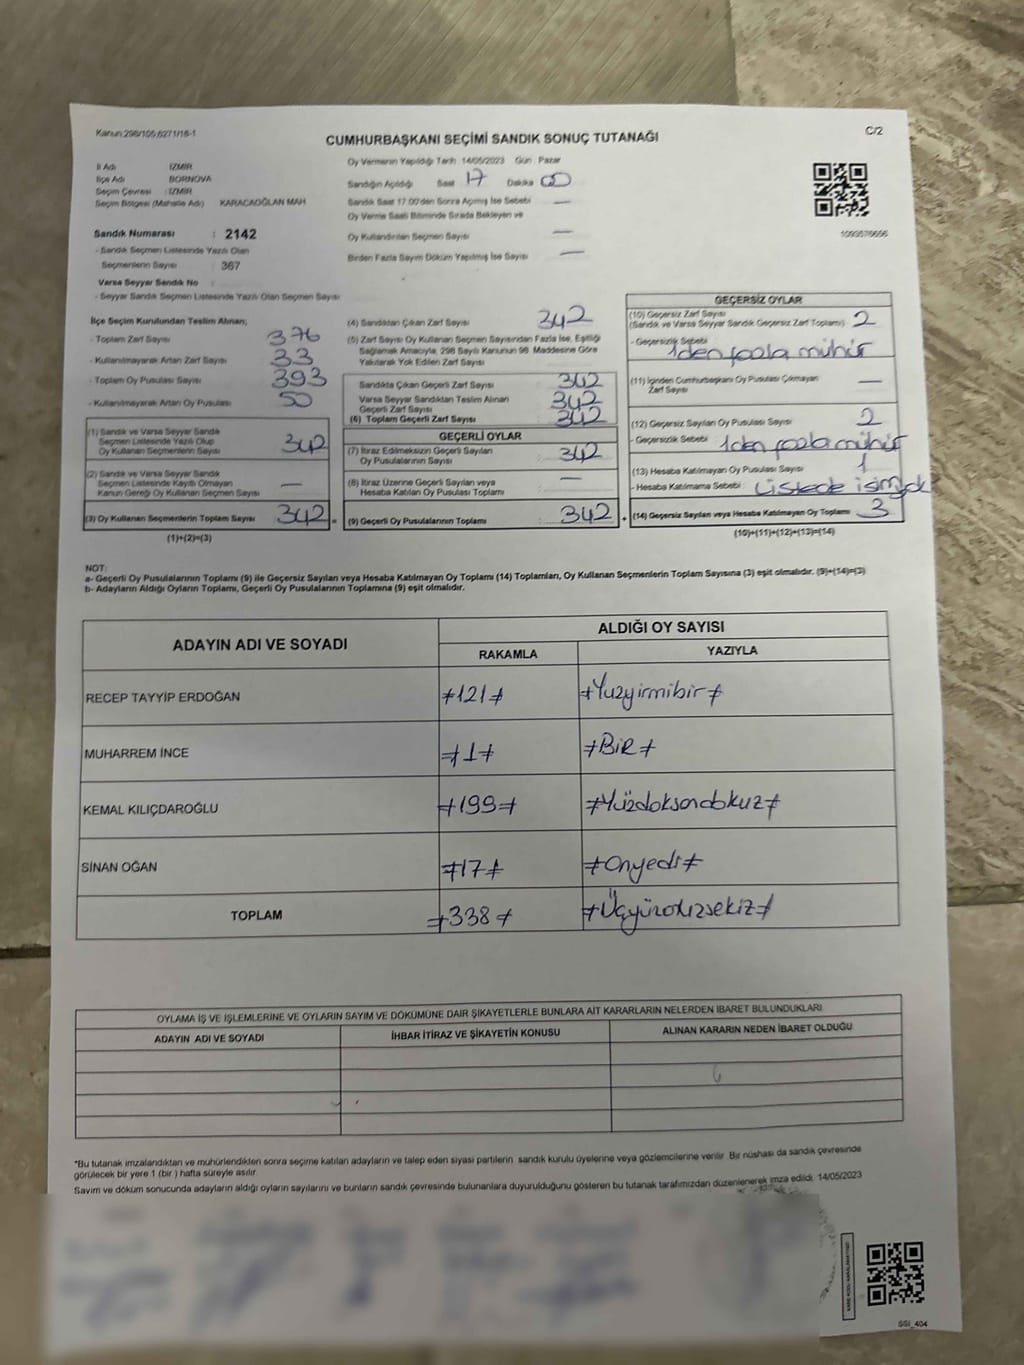 Kanun:298/105;6271/18-1
C/2
CUMHURBAŞKANI SEÇİMİ SANDIK SONUÇ TUTANAĞI
İl Adı İZMİR
İlçe Adı BORNOVA
Seçim Çevresi : İZMİR
Seçim Bölgesi (Mahalle Adı) KARACAOĞLAN MAH
Sandık Numarası : 2142
- Sandık Seçmen Listesinde Yazılı Olan
Seçmenlerin Sayısı : 367
Varsa Seyyar Sandık No
- Seyyar Sandık Seçmen Listesinde Yazılı Olan Seçmen Sayısı
Oy Vermenin Yapıldığı Tarih :14/05/2023 Gün : Pazar
Sandığın Açıldığı Saat 17 Dakika 00
Sandık Saat 17.00'den Sonra Açılmış İse Sebebi —
Oy Verme Saati Bitiminde Sırada Bekleyen ve
Oy Kullandırılan Seçmen Sayısı —
Birden Fazla Sayım Döküm Yapılmış İse Sayısı —
1093576656
İlçe Seçim Kurulundan Teslim Alınan;
- Toplam Zarf Sayısı 376
- Kullanılmayarak Artan Zarf Sayısı 33
- Toplam Oy Pusulası Sayısı 393
- Kullanılmayarak Artan Oy Pusulası 50
(1) Sandık ve Varsa Seyyar Sandık
Seçmen Listesinde Yazılı Olup
Oy Kullanan Seçmenlerin Sayısı 342
(2) Sandık ve Varsa Seyyar Sandık
Seçmen Listesinde Kayıtlı Olmayan
Kanun Gereği Oy Kullanan Seçmen Sayısı —
(3) Oy Kullanan Seçmenlerin Toplam Sayısı 342 =
(1)+(2)=(3)
(4) Sandıktan Çıkan Zarf Sayısı 342
(5) Zarf Sayısı Oy Kullanan Seçmen Sayısından Fazla İse, Eşitliği
Sağlamak Amacıyla, 298 Sayılı Kanunun 98. Maddesine Göre
Yakılarak Yok Edilen Zarf Sayısı
Sandıkta Çıkan Geçerli Zarf Sayısı 342
Varsa Seyyar Sandıktan Teslim Alınan
Geçerli Zarf Sayısı 342
(6) Toplam Geçerli Zarf Sayısı 342
GEÇERLİ OYLAR
(7) İtiraz Edilmeksizin Geçerli Sayılan
Oy Pusulalarının Sayısı 342
(8) İtiraz Üzerine Geçerli Sayılan veya
Hesaba Katılan Oy Pusulası Toplamı —
(9) Geçerli Oy Pusulalarının Toplamı 342 +
GEÇERSİZ OYLAR
(10) Geçersiz Zarf Sayısı
(Sandık ve Varsa Seyyar Sandık Geçersiz Zarf Toplamı) 2
- Geçersizlik Sebebi
1den fazla mühür
(11) İçinden Cumhurbaşkanı Oy Pusulası Çıkmayan
Zarf Sayısı —
(12) Geçersiz Sayılan Oy Pusulası Sayısı 2
- Geçersizlik Sebebi 1den fazla mühür
(13) Hesaba Katılmayan Oy Pusulası Sayısı 1
- Hesaba Katılmama Sebebi Listede isim yok
(14) Geçersiz Sayılan veya Hesaba Katılmayan Oy Toplamı 3
(10)+(11)+(12)+(13)=(14)
NOT:
a- Geçerli Oy Pusulalarının Toplamı (9) ile Geçersiz Sayılan veya Hesaba Katılmayan Oy Toplamı (14) Toplamları, Oy Kullanan Seçmenlerin Toplam Sayısına (3) eşit olmalıdır. (9)+(14)=(3)
b- Adayların Aldığı Oyların Toplamı, Geçerli Oy Pusulalarının Toplamına (9) eşit olmalıdır.
ADAYIN ADI VE SOYADI
ALDIĞI OY SAYISI
RAKAMLA YAZIYLA
RECEP TAYYİP ERDOĞAN ≠121≠ ≠Yuzyirmibir≠
MUHARREM İNCE ≠1≠ ≠BiR≠
KEMAL KILIÇDAROĞLU ≠199≠ ≠Yüzdoksandokuz≠
SİNAN OĞAN ≠17≠ ≠Onyedi≠
TOPLAM ≠338≠ ≠Üçyüzotuzsekiz≠
OYLAMA İŞ VE İŞLEMLERİNE VE OYLARIN SAYIM VE DÖKÜMÜNE DAİR ŞİKAYETLERLE BUNLARA AİT KARARLARIN NELERDEN İBARET BULUNDUKLARI
ADAYIN ADI VE SOYADI İHBAR İTİRAZ VE ŞİKAYETİN KONUSU ALINAN KARARIN NEDEN İBARET OLDUĞU
*Bu tutanak imzalandıktan ve mühürlendikten sonra seçime katılan adayların ve talep eden siyasi partilerin sandık kurulu üyelerine veya gözlemcilerine verilir. Bir nüshası da sandık çevresinde
görülecek bir yere 1 (bir ) hafta süreyle asılır.
Sayım ve döküm sonucunda adayların aldığı oyların sayılarını ve bunların sandık çevresinde bulunanlara duyurulduğunu gösteren bu tutanak tarafımızdan düzenlenerek imza edildi. 14/05/2023
SSİ_404